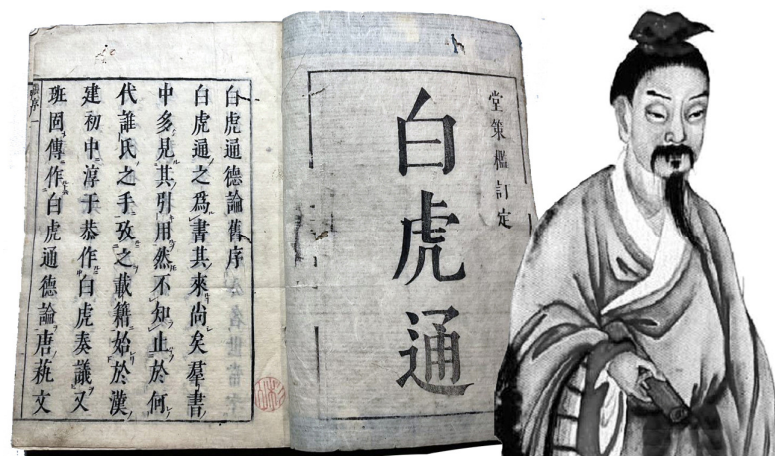 堂策檻訂定
白虎通
白虎通德論舊序
白虎通之爲書其來尚矣羣書
中多見其引用然不知止於何
代誰氏之手攷之載籍始於漢
建初中淳于恭作白虎奏議又
班固傳作白虎通德論唐蓺文